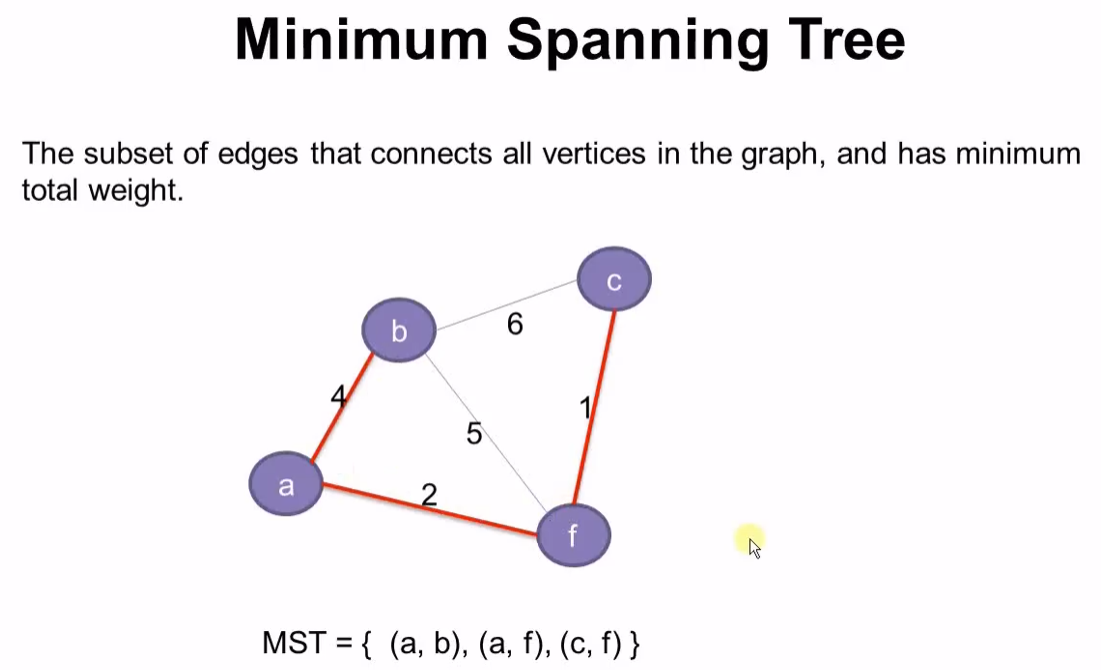 Minimum Spanning Tree
The subset of edges that connects all vertices in the graph, and has minimum
total weight.
c
b
6
4
1
5
a
2
f
MST = { (a, b), (a, f), (c, f) }